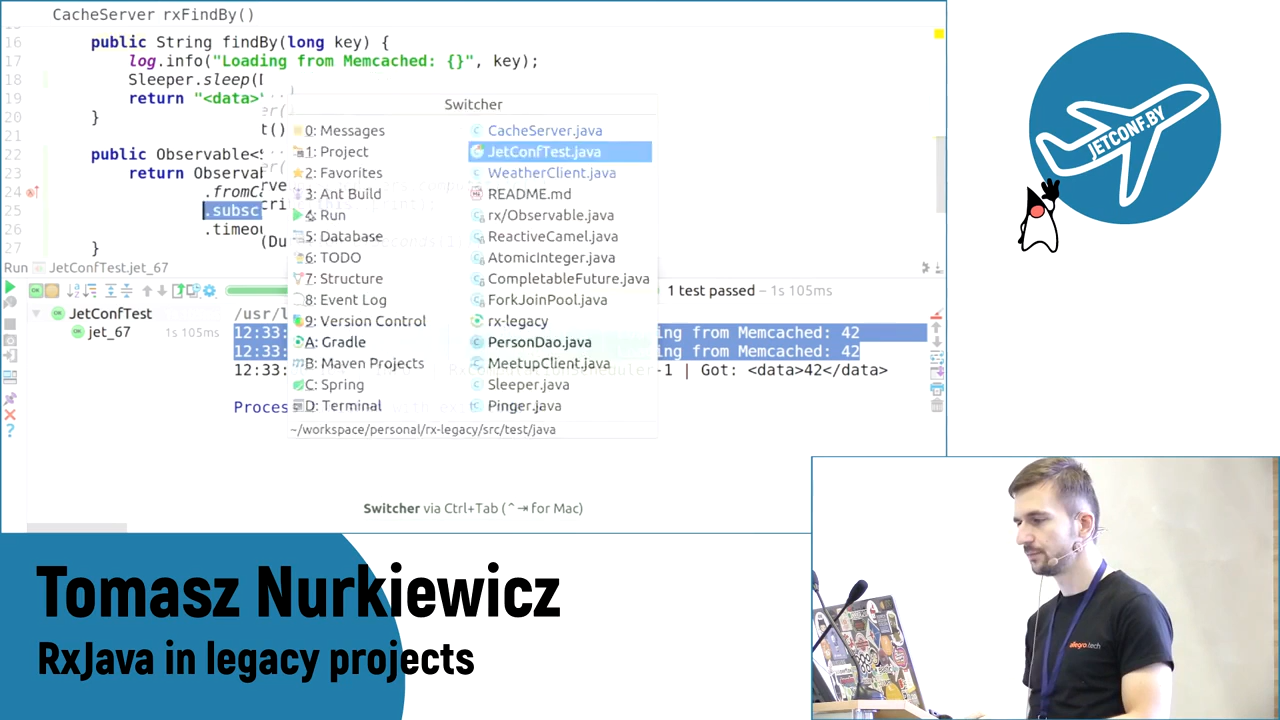 CacheServer rxFindBy()
16 public String findBy(long key) {
17 log.info("Loading from Memcached: {}", key);
18 Sleeper.sleep(
19 return "<data>
20 }
21
22 public Observable<
23 return Observa
24 .fromC
25 .subsc
26 .timeou
27 }
Switcher
0: Messages
1: Project
2: Favorites
3: Ant Build
4: Run
5: Database
6: TODO
7: Structure
8: Event Log
9: Version Control
A: Gradle
B: Maven Projects
C: Spring
D: Terminal
CacheServer.java
JetConfTest.java
WeatherClient.java
README.md
rx/Observable.java
ReactiveCamel.java
AtomicInteger.java
CompletableFuture.java
ForkJoinPool.java
rx-legacy
PersonDao.java
MeetupClient.java
Sleeper.java
Pinger.java
~/workspace/personal/rx-legacy/src/test/java
Run JetConfTest.jet_67
1 test passed – 1s 105ms
JetConfTest
jet_67 1s 105ms
/usr/l
12:33: ing from Memcached: 42
12:33: ing from Memcached: 42
12:33: -1 | Got: <data>42</data>
Proces
Switcher via Ctrl+Tab (⌃⇥ for Mac)
JETCONF.BY
allegro.tech
Tomasz Nurkiewicz
RxJava in legacy projects